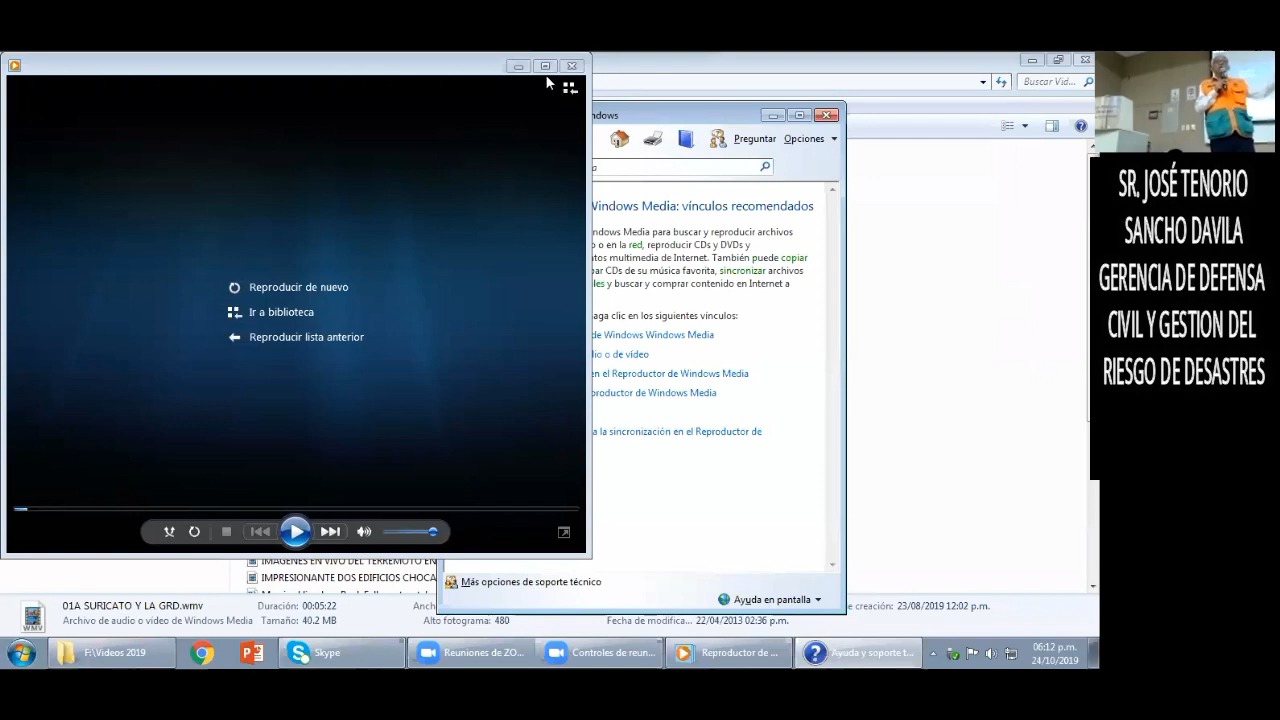 Buscar Vid...
ndows
Preguntar
Opciones
a
Windows Media: vínculos recomendados
ndows Media para buscar y reproducir archivos
o o en la red, reproducir CDs y DVDs y
ntos multimedia de Internet. También puede copiar
ar CDs de su música favorita, sincronizar archivos
les y buscar y comprar contenido en Internet a
aga clic en los siguientes vínculos:
de Windows Windows Media
dio o de vídeo
en el Reproductor de Windows Media
productor de Windows Media
a la sincronización en el Reproductor de
Más opciones de soporte técnico
Ayuda en pantalla
Reproducir de nuevo
Ir a biblioteca
Reproducir lista anterior
IMAGENES EN VIVO DEL TERREMOTO EN
IMPRESIONANTE DOS EDIFICIOS CHOCA
01A SURICATO Y LA GRD.wmv
Duración: 00:05:22
Anch
e creación: 23/08/2019 12:02 p.m.
Archivo de audio o video de Windows Media
Tamaño: 40.2 MB
Alto fotograma: 480
Fecha de modifica... 22/04/2013 02:36 p.m.
WMV
F:\Videos 2019
Skype
Reuniones de ZO...
Controles de reun...
Reproductor de ...
Ayuda y soporte t...
06:12 p.m.
24/10/2019
SR. JOSÉ TENORIO
SANCHO DAVILA
GERENCIA DE DEFENSA
CIVIL Y GESTION DEL
RIESGO DE DESASTRES